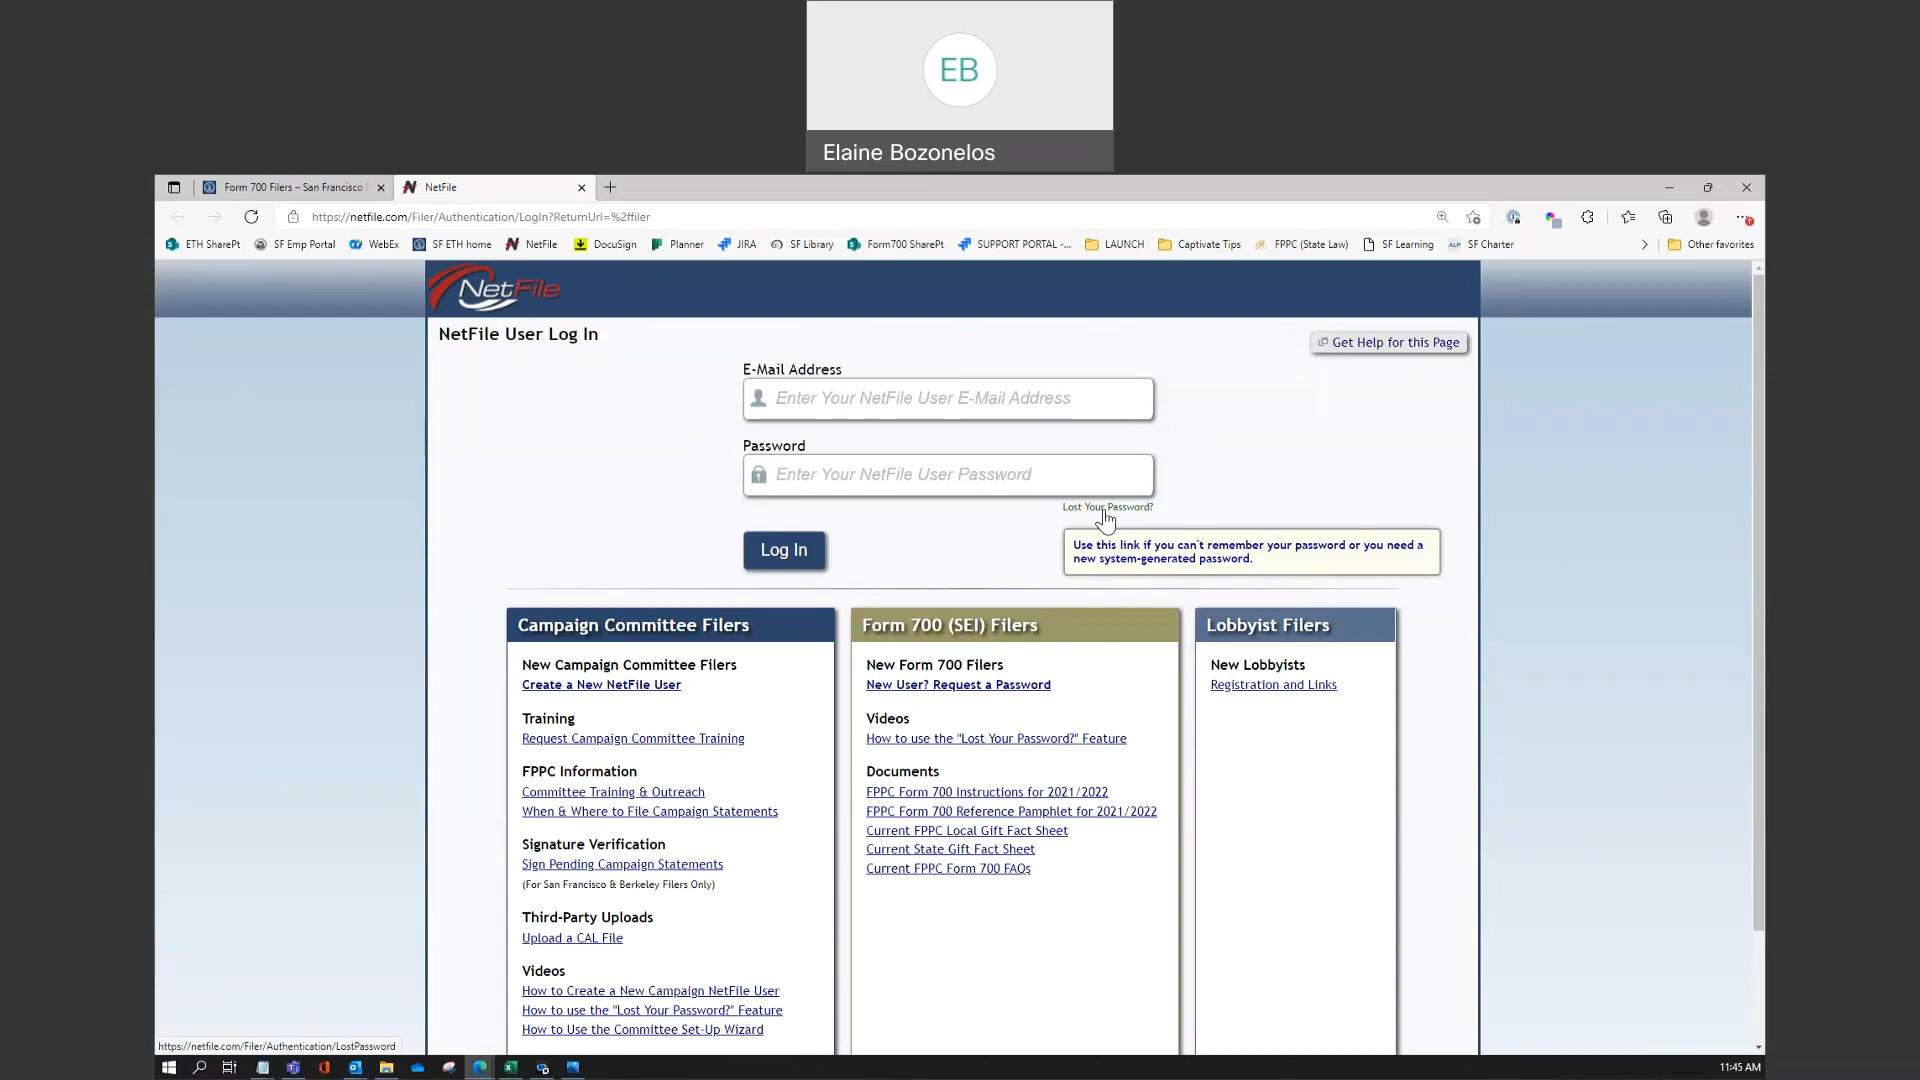 EB
Elaine Bozonelos
Form 700 Filers – San Francisco
NetFile
https://netfile.com/Filer/Authentication/LogIn?ReturnUrl=%2ffiler
ETH SharePt
SF Emp Portal
WebEx
SF ETH home
NetFile
DocuSign
Planner
JIRA
SF Library
Form700 SharePt
SUPPORT PORTAL -...
LAUNCH
Captivate Tips
FPPC (State Law)
SF Learning
ALP
SF Charter
Other favorites
NetFile
NetFile User Log In
Get Help for this Page
E-Mail Address
Enter Your NetFile User E-Mail Address
Password
Enter Your NetFile User Password
Lost Your Password?
Log In
Use this link if you can't remember your password or you need a
new system-generated password.
Campaign Committee Filers
New Campaign Committee Filers
Create a New NetFile User
Training
Request Campaign Committee Training
FPPC Information
Committee Training & Outreach
When & Where to File Campaign Statements
Signature Verification
Sign Pending Campaign Statements
(For San Francisco & Berkeley Filers Only)
Third-Party Uploads
Upload a CAL File
Videos
How to Create a New Campaign NetFile User
How to use the "Lost Your Password?" Feature
How to Use the Committee Set-Up Wizard
Form 700 (SEI) Filers
New Form 700 Filers
New User? Request a Password
Videos
How to use the "Lost Your Password?" Feature
Documents
FPPC Form 700 Instructions for 2021/2022
FPPC Form 700 Reference Pamphlet for 2021/2022
Current FPPC Local Gift Fact Sheet
Current State Gift Fact Sheet
Current FPPC Form 700 FAQs
Lobbyist Filers
New Lobbyists
Registration and Links
https://netfile.com/Filer/Authentication/LostPassword
11:45 AM